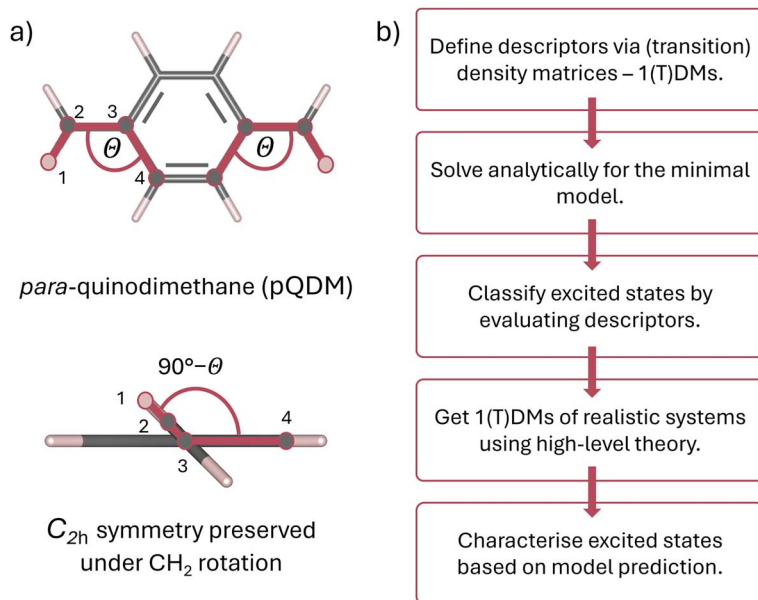 a)
2
3
Θ
Θ
1
4
para-quinodimethane (pQDM)
90°−Θ
1
2
3
4
C2h symmetry preserved
under CH2 rotation
b)
Define descriptors via (transition)
density matrices – 1(T)DMs.
Solve analytically for the minimal
model.
Classify excited states by
evaluating descriptors.
Get 1(T)DMs of realistic systems
using high-level theory.
Characterise excited states
based on model prediction.